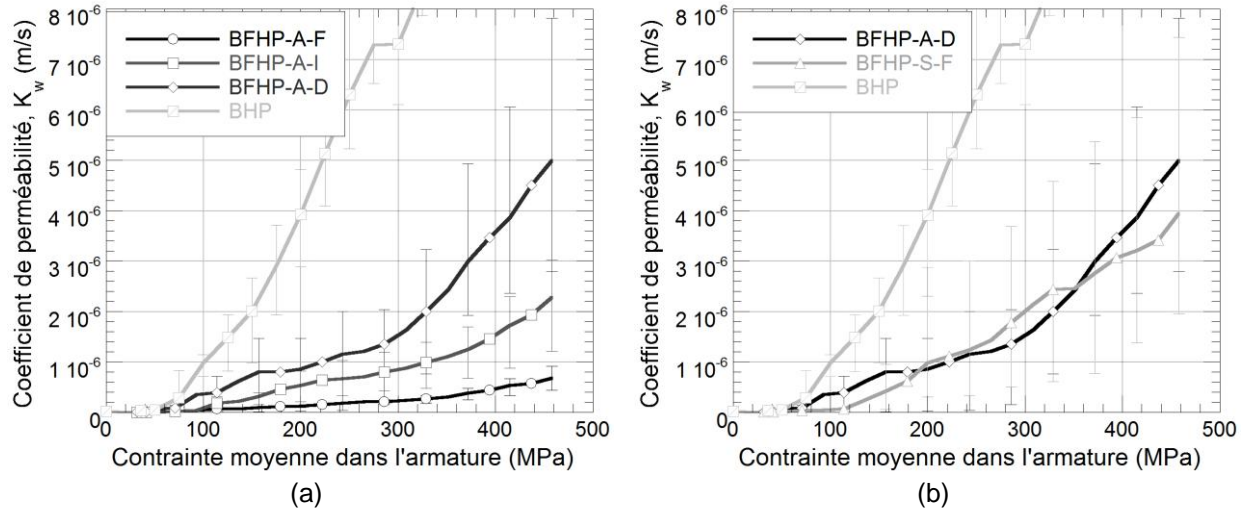 Coefficient de perméabilité, K_w (m/s)
8 10⁻⁶
7 10⁻⁶
6 10⁻⁶
5 10⁻⁶
4 10⁻⁶
3 10⁻⁶
2 10⁻⁶
1 10⁻⁶
0
BFHP-A-F
BFHP-A-I
BFHP-A-D
BHP
0 100 200 300 400 500
Contrainte moyenne dans l'armature (MPa)
(a)
Coefficient de perméabilité, K_w (m/s)
8 10⁻⁶
7 10⁻⁶
6 10⁻⁶
5 10⁻⁶
4 10⁻⁶
3 10⁻⁶
2 10⁻⁶
1 10⁻⁶
0
BFHP-A-D
BFHP-S-F
BHP
0 100 200 300 400 500
Contrainte moyenne dans l'armature (MPa)
(b)